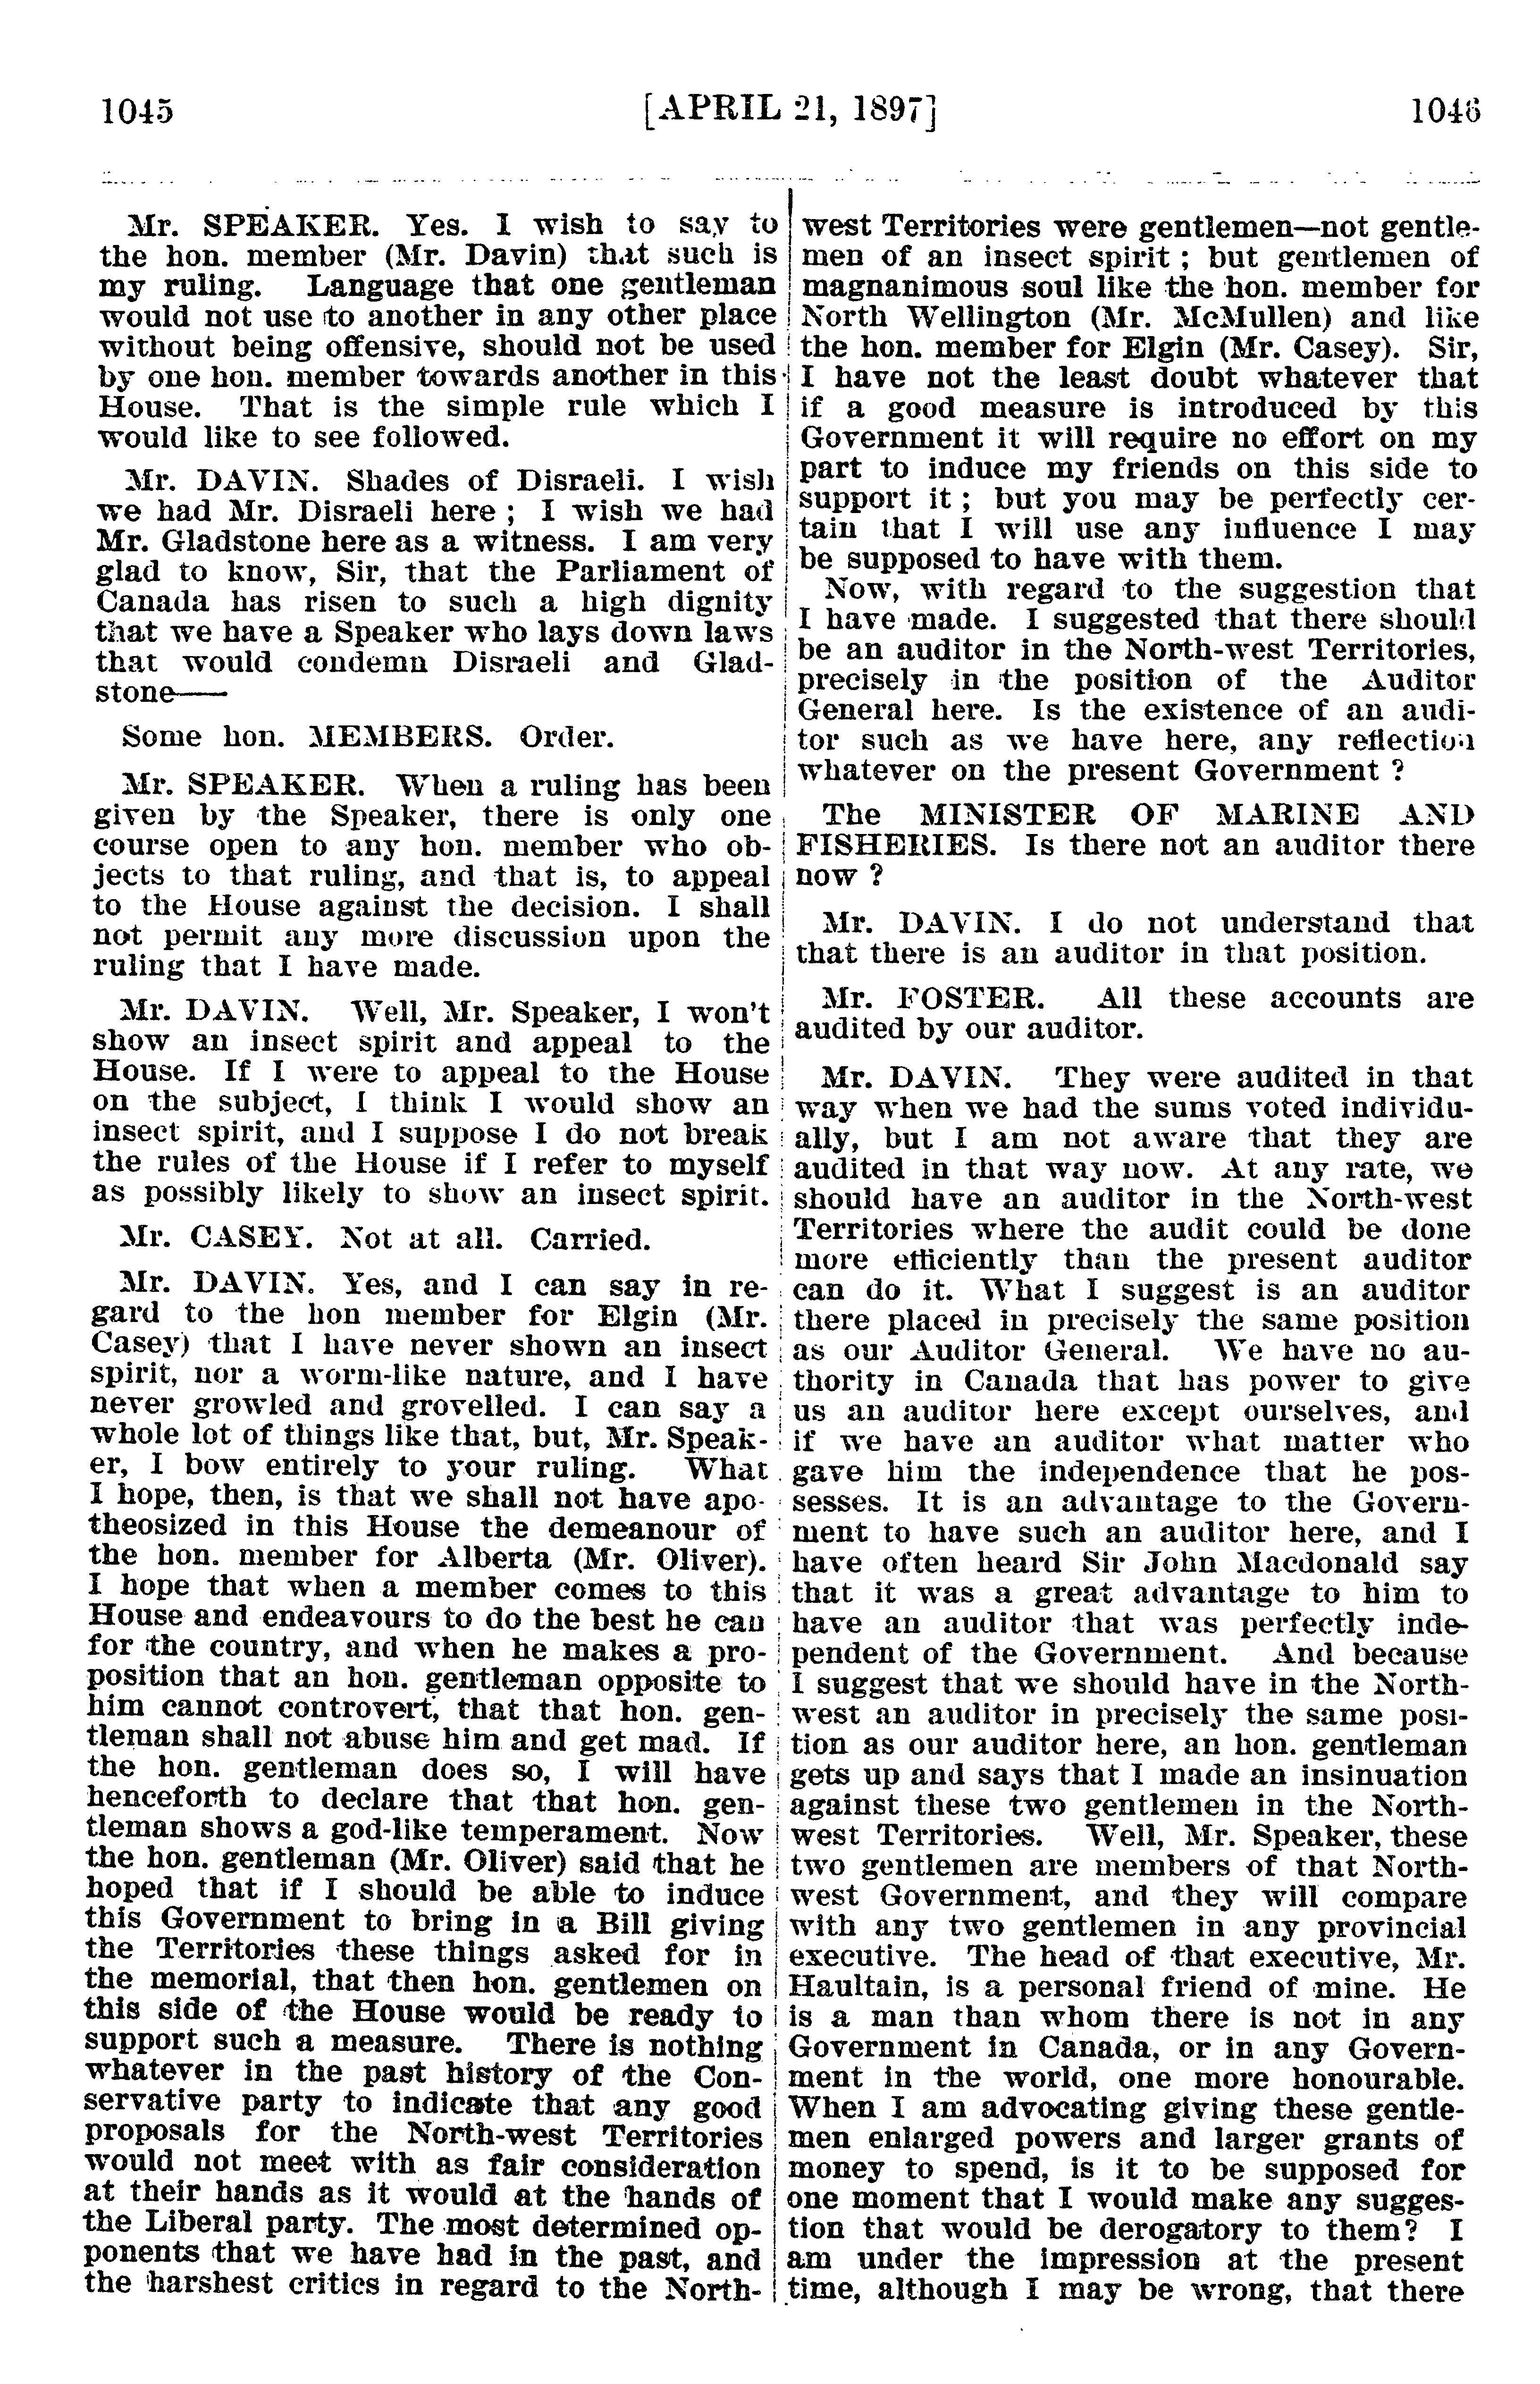 1045
[APRIL 21, 1897]
1046
Mr. SPEAKER. Yes. I wish to say to
the hon. member (Mr. Davin) that such is
my ruling. Language that one gentleman
would not use to another in any other place
without being offensive, should not be used
by one hon. member towards another in this
House. That is the simple rule which I
would like to see followed.
Mr. DAVIN. Shades of Disraeli. I wish
we had Mr. Disraeli here ; I wish we had
Mr. Gladstone here as a witness. I am very
glad to know, Sir, that the Parliament of
Canada has risen to such a high dignity
that we have a Speaker who lays down laws
that would condemn Disraeli and Glad-
stone——
Some hon. MEMBERS. Order.
Mr. SPEAKER. When a ruling has been
given by the Speaker, there is only one
course open to any hon. member who ob-
jects to that ruling, and that is, to appeal
to the House against the decision. I shall
not permit any more discussion upon the
ruling that I have made.
Mr. DAVIN. Well, Mr. Speaker, I won't
show an insect spirit and appeal to the
House. If I were to appeal to the House
on the subject, I think I would show an
insect spirit, and I suppose I do not break
the rules of the House if I refer to myself
as possibly likely to show an insect spirit.
Mr. CASEY. Not at all. Carried.
Mr. DAVIN. Yes, and I can say in re-
gard to the hon member for Elgin (Mr.
Casey) that I have never shown an insect
spirit, nor a worm-like nature, and I have
never growled and grovelled. I can say a
whole lot of things like that, but, Mr. Speak-
er, I bow entirely to your ruling. What
I hope, then, is that we shall not have apo-
theosized in this House the demeanour of
the hon. member for Alberta (Mr. Oliver).
I hope that when a member comes to this
House and endeavours to do the best he can
for the country, and when he makes a pro-
position that an hon. gentleman opposite to
him cannot controvert, that that hon. gen-
tleman shall not abuse him and get mad. If
the hon. gentleman does so, I will have
henceforth to declare that that hon. gen-
tleman shows a god-like temperament. Now
the hon. gentleman (Mr. Oliver) said that he
hoped that if I should be able to induce
this Government to bring in a Bill giving
the Territories these things asked for in
the memorial, that then hon. gentlemen on
this side of the House would be ready to
support such a measure. There is nothing
whatever in the past history of the Con-
servative party to indicate that any good
proposals for the North-west Territories
would not meet with as fair consideration
at their hands as it would at the hands of
the Liberal party. The most determined op-
ponents that we have had in the past, and
the harshest critics in regard to the North-
west Territories were gentlemen—not gentle-
men of an insect spirit ; but gentlemen of
magnanimous soul like the hon. member for
North Wellington (Mr. McMullen) and like
the hon. member for Elgin (Mr. Casey). Sir,
I have not the least doubt whatever that
if a good measure is introduced by this
Government it will require no effort on my
part to induce my friends on this side to
support it ; but you may be perfectly cer-
tain that I will use any influence I may
be supposed to have with them.
Now, with regard to the suggestion that
I have made. I suggested that there should
be an auditor in the North-west Territories,
precisely in the position of the Auditor
General here. Is the existence of an audi-
tor such as we have here, any reflection
whatever on the present Government ?
The MINISTER OF MARINE AND
FISHERIES. Is there not an auditor there
now ?
Mr. DAVIN. I do not understand that
that there is an auditor in that position.
Mr. FOSTER. All these accounts are
audited by our auditor.
Mr. DAVIN. They were audited in that
way when we had the sums voted individu-
ally, but I am not aware that they are
audited in that way now. At any rate, we
should have an auditor in the North-west
Territories where the audit could be done
more efficiently than the present auditor
can do it. What I suggest is an auditor
there placed in precisely the same position
as our Auditor General. We have no au-
thority in Canada that has power to give
us an auditor here except ourselves, and
if we have an auditor what matter who
gave him the independence that he pos-
sesses. It is an advantage to the Govern-
ment to have such an auditor here, and I
have often heard Sir John Macdonald say
that it was a great advantage to him to
have an auditor that was perfectly inde-
pendent of the Government. And because
I suggest that we should have in the North-
west an auditor in precisely the same posi-
tion as our auditor here, an hon. gentleman
gets up and says that I made an insinuation
against these two gentlemen in the North-
west Territories. Well, Mr. Speaker, these
two gentlemen are members of that North-
west Government, and they will compare
with any two gentlemen in any provincial
executive. The head of that executive, Mr.
Haultain, is a personal friend of mine. He
is a man than whom there is not in any
Government in Canada, or in any Govern-
ment in the world, one more honourable.
When I am advocating giving these gentle-
men enlarged powers and larger grants of
money to spend, is it to be supposed for
one moment that I would make any sugges-
tion that would be derogatory to them? I
am under the impression at the present
time, although I may be wrong, that there